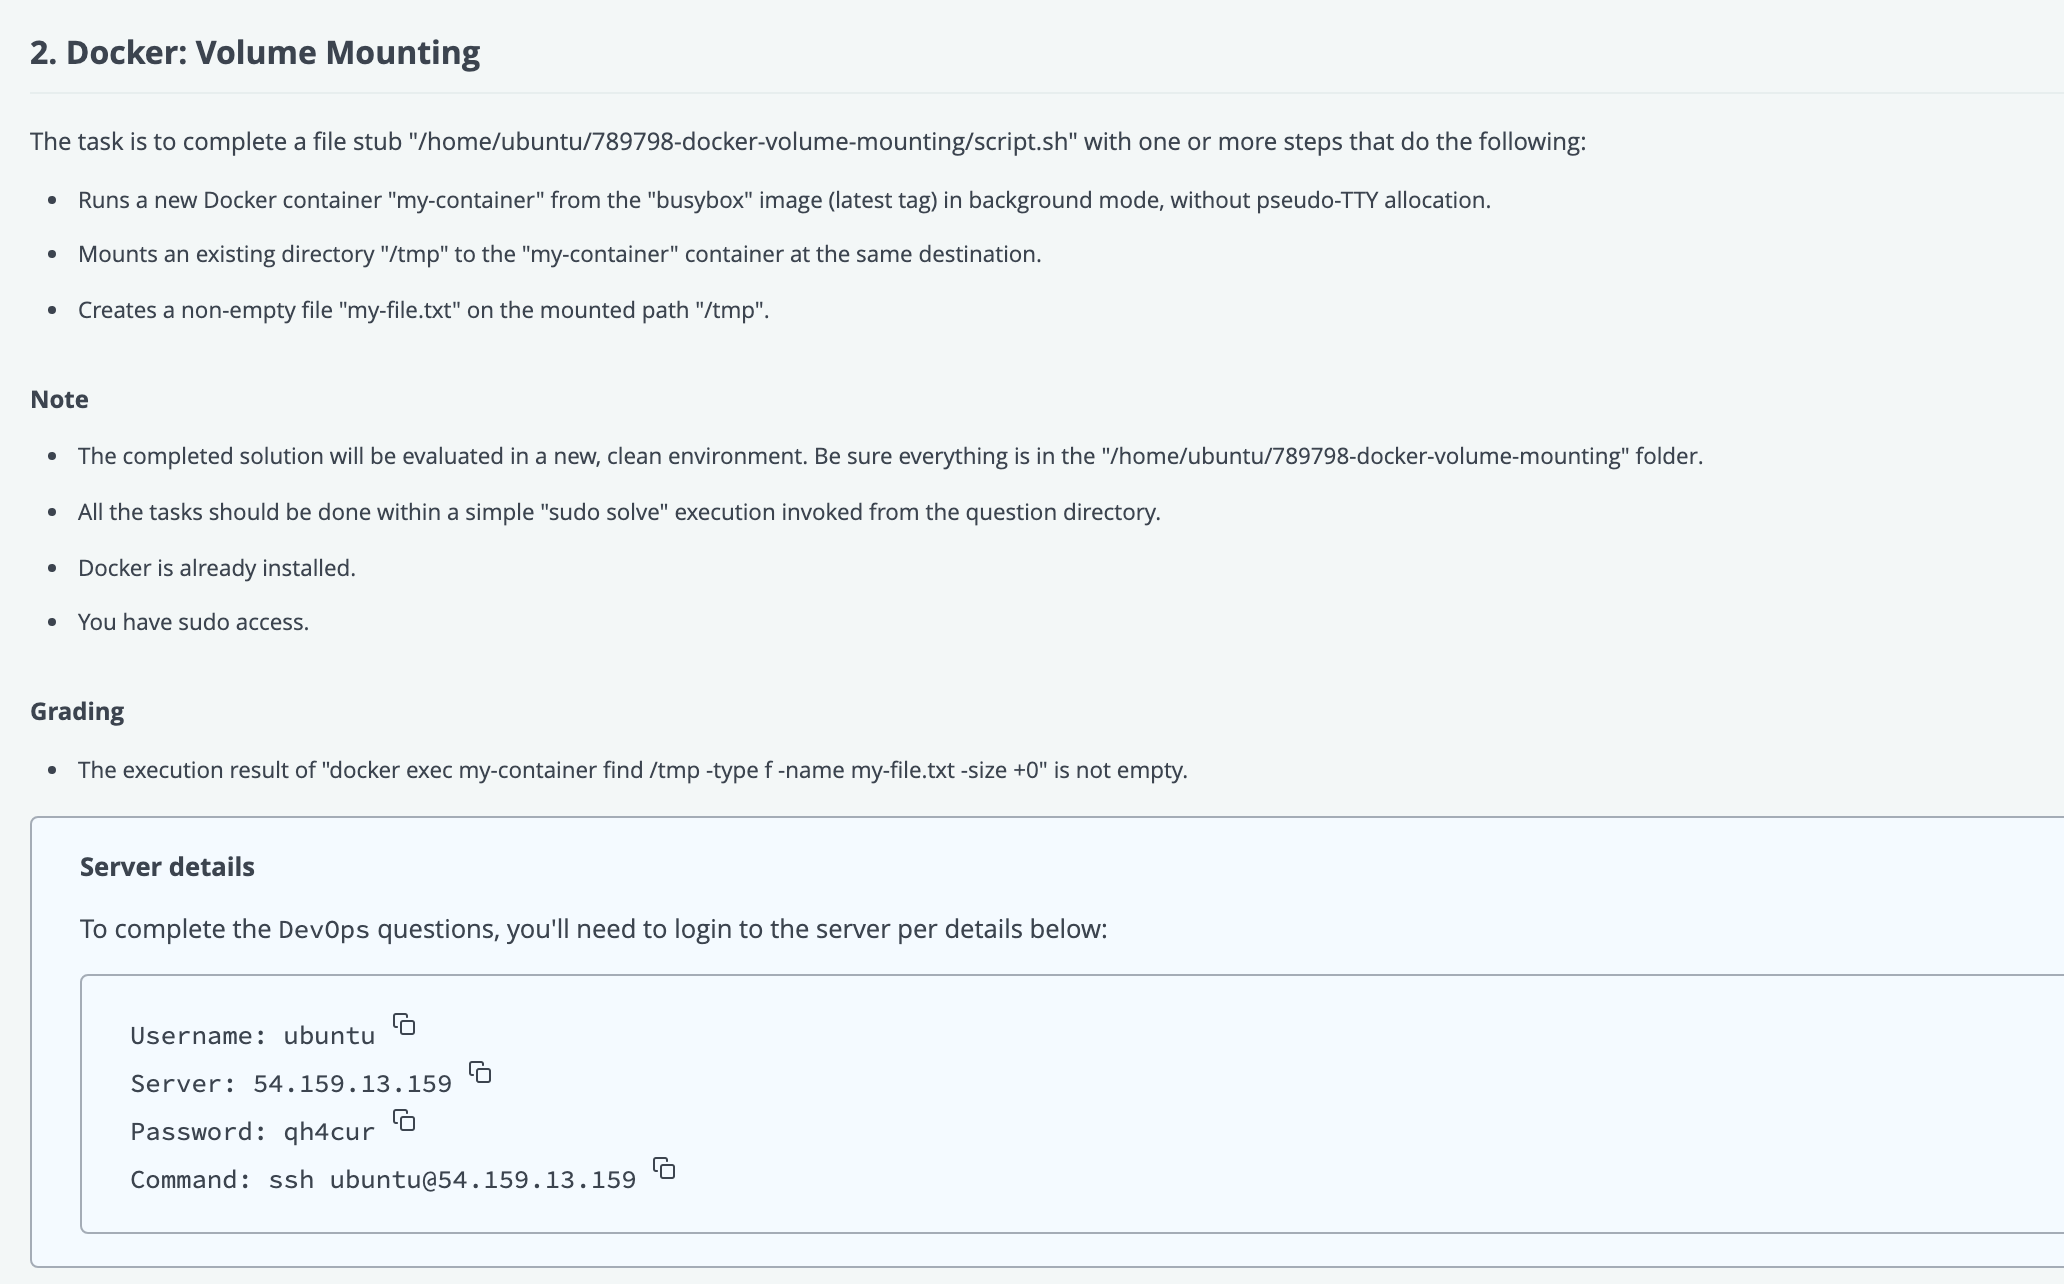 2. Docker: Volume Mounting
The task is to complete a file stub "/home/ubuntu/789798-docker-volume-mounting/script.sh" with one or more steps that do the following:
Runs a new Docker container "my-container" from the "busybox" image (latest tag) in background mode, without pseudo-TTY allocation.
Mounts an existing directory "/tmp" to the "my-container" container at the same destination.
Creates a non-empty file "my-file.txt" on the mounted path "/tmp".
Note
The completed solution will be evaluated in a new, clean environment. Be sure everything is in the "/home/ubuntu/789798-docker-volume-mounting" folder.
All the tasks should be done within a simple "sudo solve" execution invoked from the question directory.
Docker is already installed.
You have sudo access.
Grading
The execution result of "docker exec my-container find /tmp -type f -name my-file.txt -size +0" is not empty.
Server details
To complete the DevOps questions, you'll need to login to the server per details below:
Username: ubuntu
Server: 54.159.13.159
Password: qh4cur
Command: ssh ubuntu@54.159.13.159